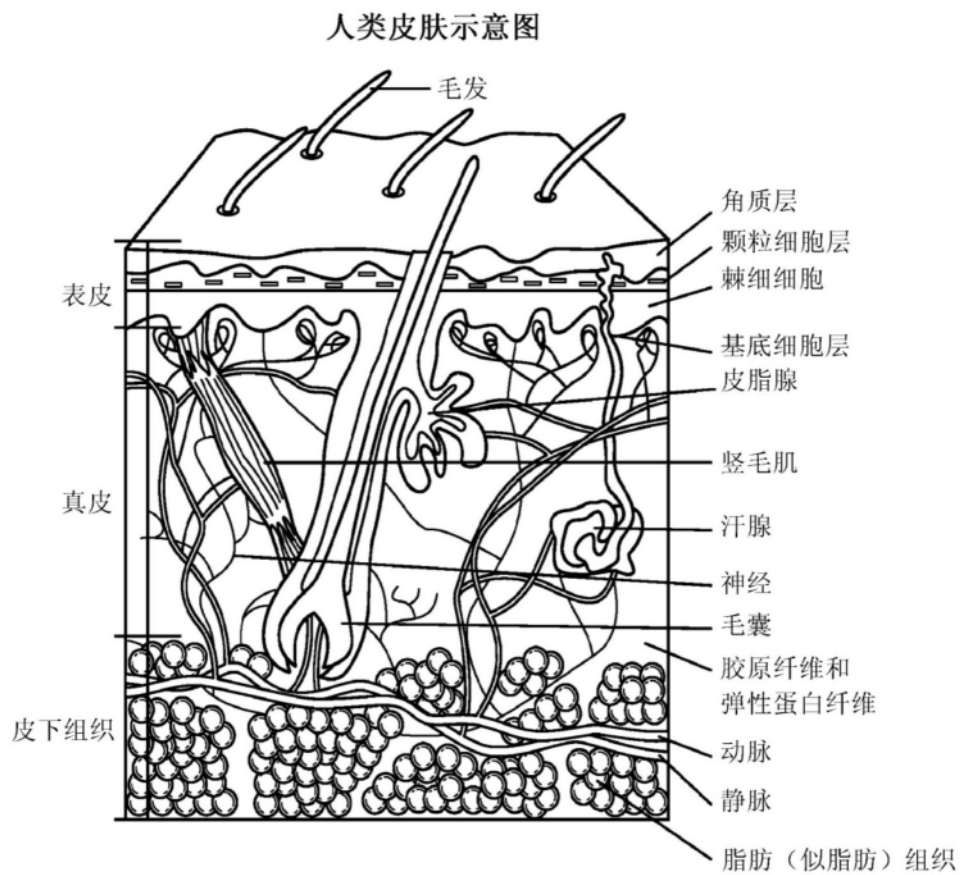 人类皮肤示意图
毛发
角质层
颗粒细胞层
棘细细胞
表皮
基底细胞层
皮脂腺
竖毛肌
真皮
汗腺
神经
毛囊
胶原纤维和
弹性蛋白纤维
皮下组织
动脉
静脉
脂肪（似脂肪）组织